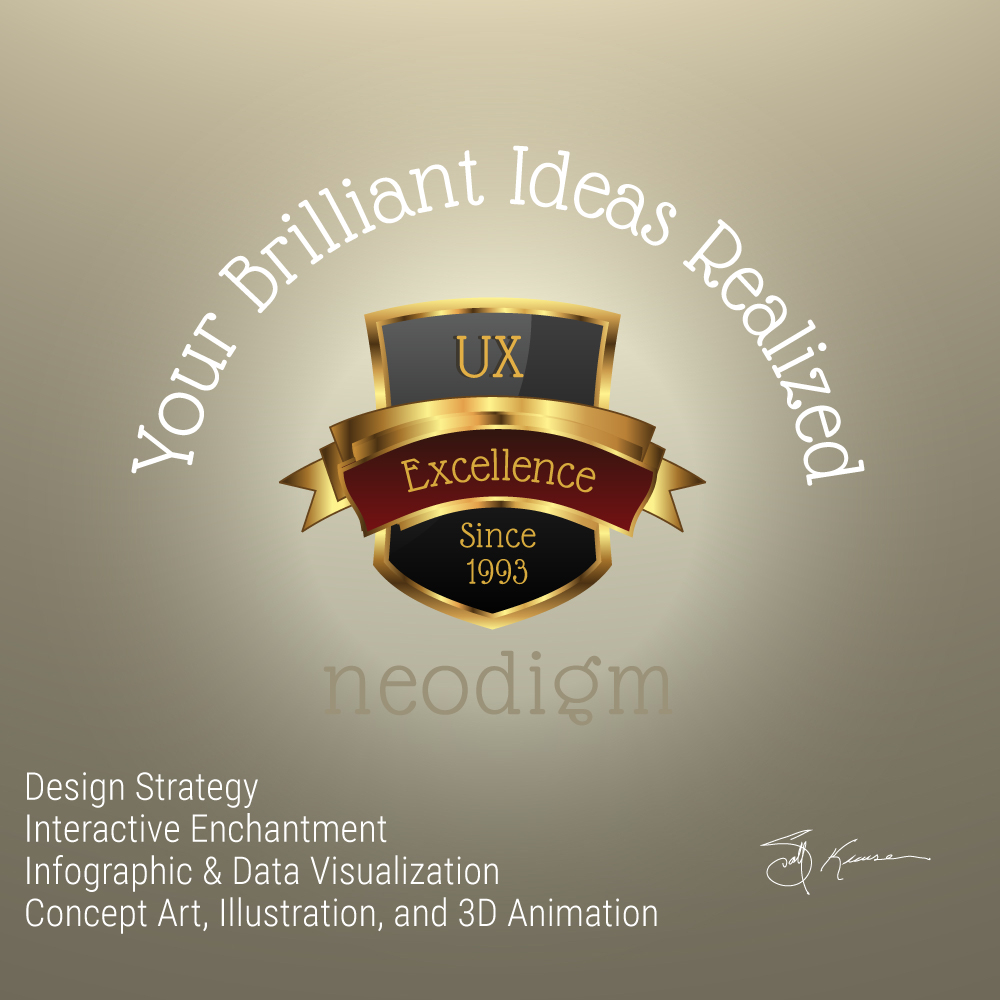 Your Brilliant Ideas Realized
UX
Excellence
Since
1993
neodigm
Design Strategy
Interactive Enchantment
Infographic & Data Visualization
Concept Art, Illustration, and 3D Animation